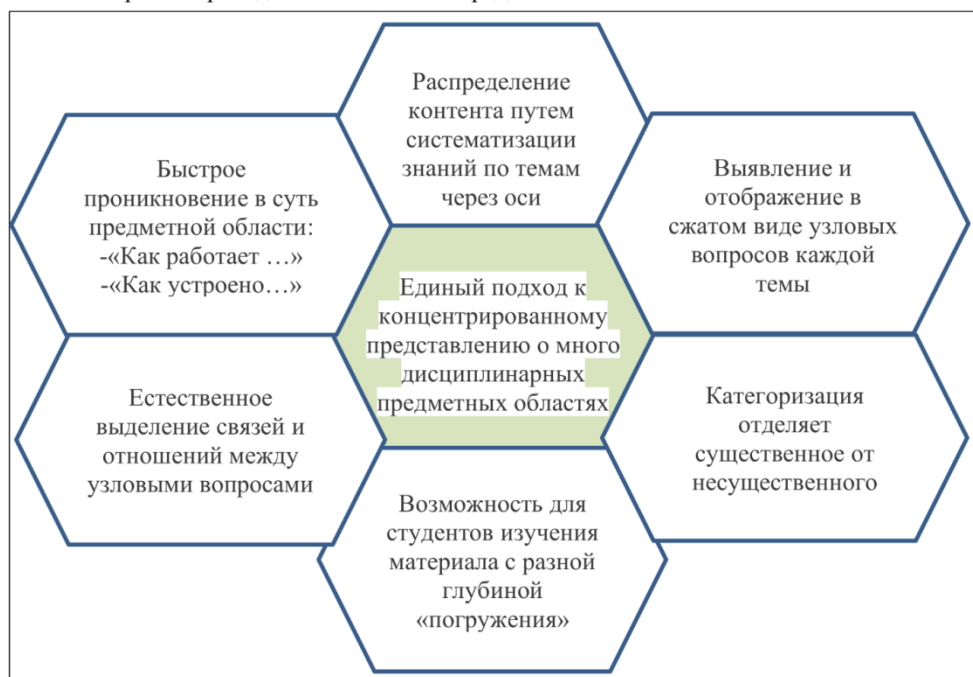 Распределение
контента путем
систематизации
знаний по темам
через оси
Быстрое
проникновение в суть
предметной области:
-«Как работает …»
-«Как устроено…»
Выявление и
отображение в
сжатом виде узловых
вопросов каждой
темы
Единый подход к
концентрированному
представлению о много
дисциплинарных
предметных областях
Естественное
выделение связей и
отношений между
узловыми вопросами
Категоризация
отделяет
существенное от
несущественного
Возможность для
студентов изучения
материала с разной
глубиной
«погружения»